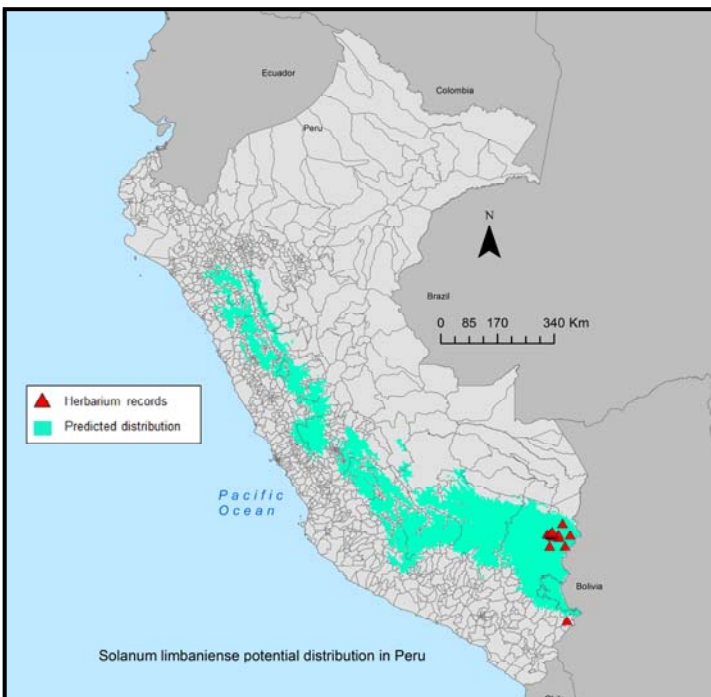 Ecuador
Colombia
Peru
N
Brazil
0 85 170 340 Km
Herbarium records
Predicted distribution
Pacific
Ocean
Bolivia
Solanum limbaniense potential distribution in Peru